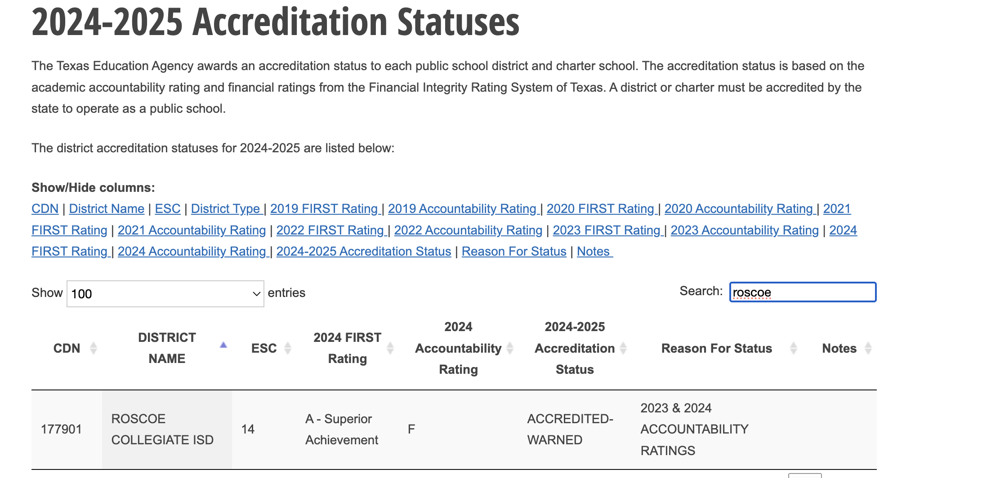 2024-2025 Accreditation Statuses
The Texas Education Agency awards an accreditation status to each public school district and charter school. The accreditation status is based on the
academic accountability rating and financial ratings from the Financial Integrity Rating System of Texas. A district or charter must be accredited by the
state to operate as a public school.
The district accreditation statuses for 2024-2025 are listed below:
Show/Hide columns:
CDN | District Name | ESC | District Type | 2019 FIRST Rating | 2019 Accountability Rating | 2020 FIRST Rating | 2020 Accountability Rating | 2021
FIRST Rating | 2021 Accountability Rating | 2022 FIRST Rating | 2022 Accountability Rating | 2023 FIRST Rating | 2023 Accountability Rating | 2024
FIRST Rating | 2024 Accountability Rating | 2024-2025 Accreditation Status | Reason For Status | Notes
Show 100 entries
Search: roscoe
CDN
DISTRICT
NAME
ESC
2024 FIRST
Rating
2024
Accountability
Rating
2024-2025
Accreditation
Status
Reason For Status
Notes
177901
ROSCOE
COLLEGIATE ISD
14
A - Superior
Achievement
F
ACCREDITED-
WARNED
2023 & 2024
ACCOUNTABILITY
RATINGS